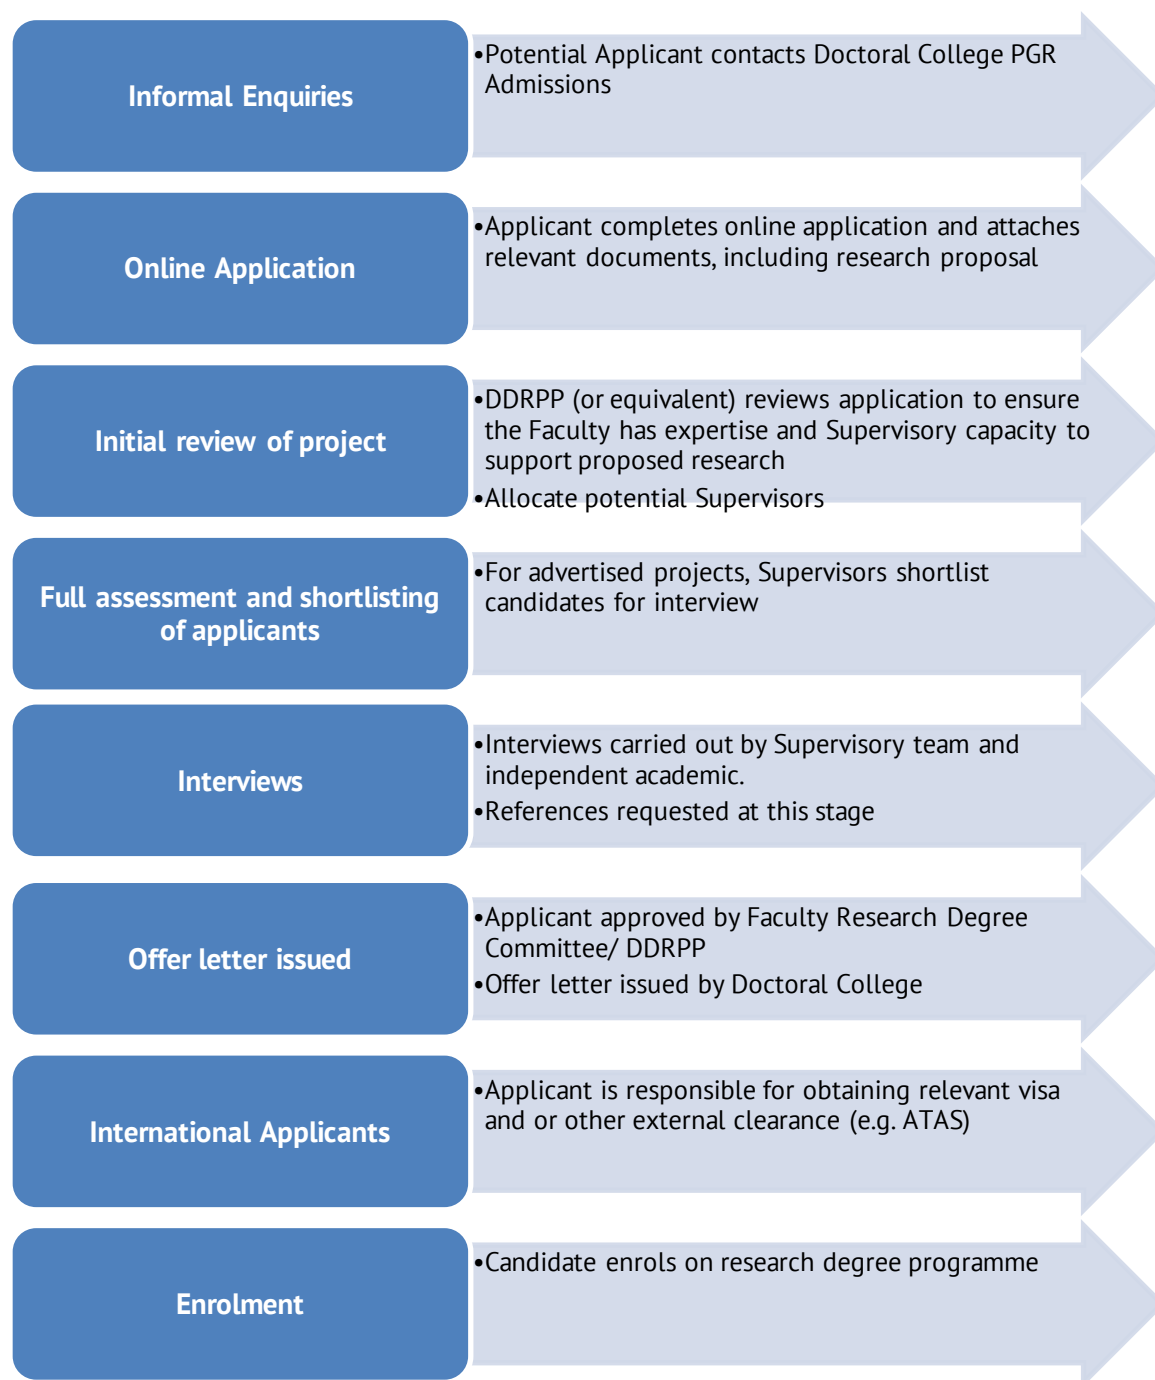 Informal Enquiries
•Potential Applicant contacts Doctoral College PGR
Admissions
Online Application
•Applicant completes online application and attaches
relevant documents, including research proposal
Initial review of project
•DDRPP (or equivalent) reviews application to ensure
the Faculty has expertise and Supervisory capacity to
support proposed research
•Allocate potential Supervisors
Full assessment and shortlisting
of applicants
•For advertised projects, Supervisors shortlist
candidates for interview
Interviews
•Interviews carried out by Supervisory team and
independent academic.
•References requested at this stage
Offer letter issued
•Applicant approved by Faculty Research Degree
Committee/ DDRPP
•Offer letter issued by Doctoral College
International Applicants
•Applicant is responsible for obtaining relevant visa
and or other external clearance (e.g. ATAS)
Enrolment
•Candidate enrols on research degree programme